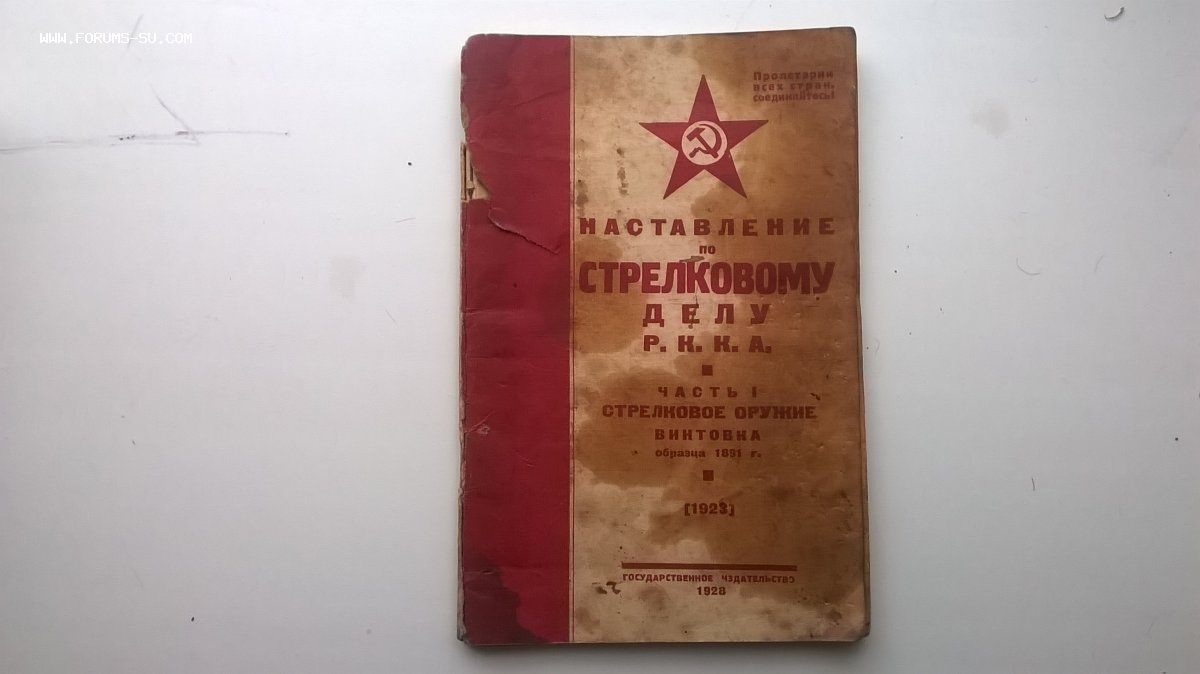 WWW.FORUMS-SU.COM
Пролетарии
всех стран,
соединяйтесь!
НАСТАВЛЕНИЕ
по
СТРЕЛКОВОМУ
ДЕЛУ
Р. К. К. А.
ЧАСТЬ I
СТРЕЛКОВОЕ ОРУЖИЕ
ВИНТОВКА
образца 1891 г.
[1923]
ГОСУДАРСТВЕННОЕ ИЗДАТЕЛЬСТВО
1928